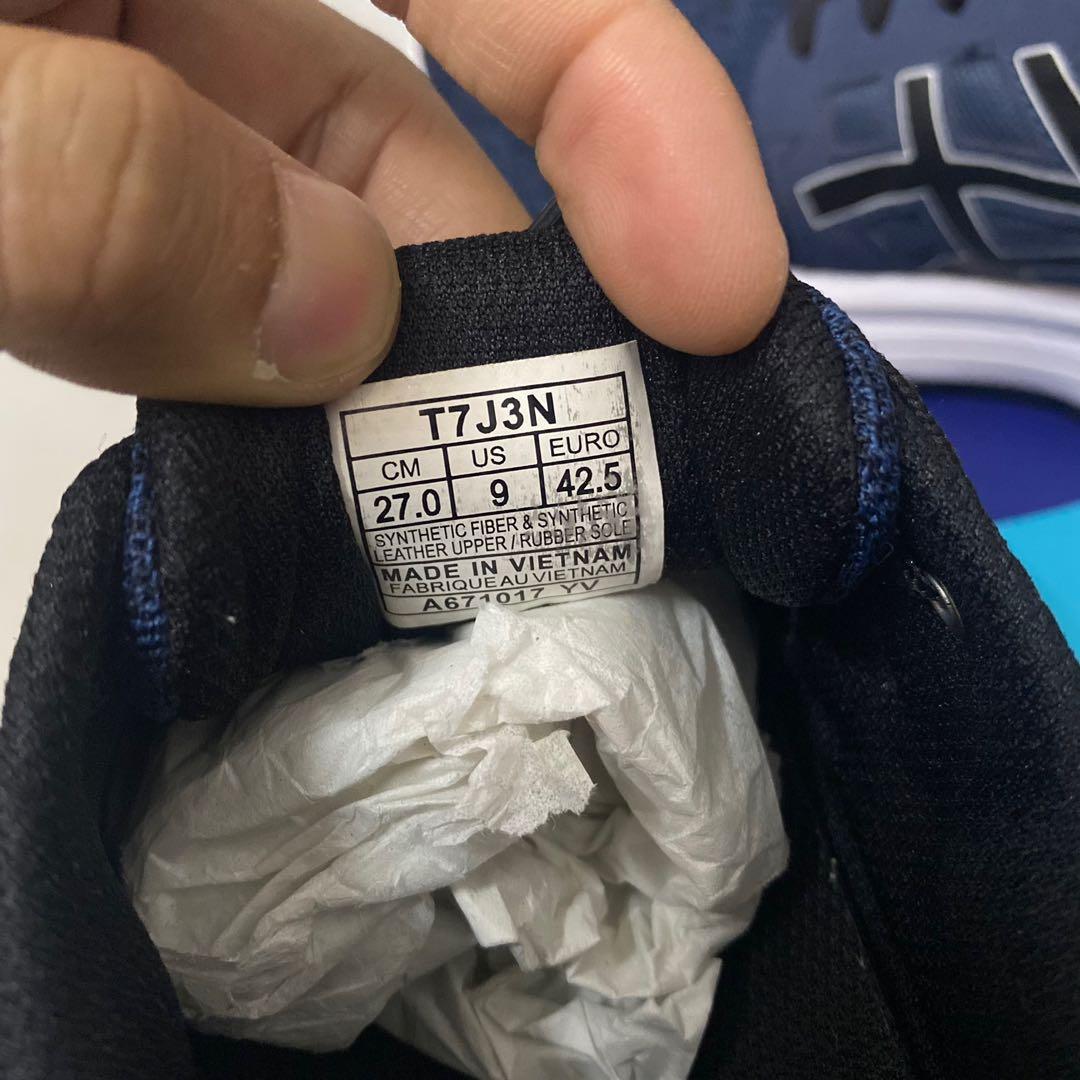 T7J3N
CM US EURO
27.0 9 42.5
SYNTHETIC FIBER & SYNTHETIC
LEATHER UPPER / RUBBER SOLE
MADE IN VIETNAM
FABRIQUE AU VIETNAM
A671017 YV